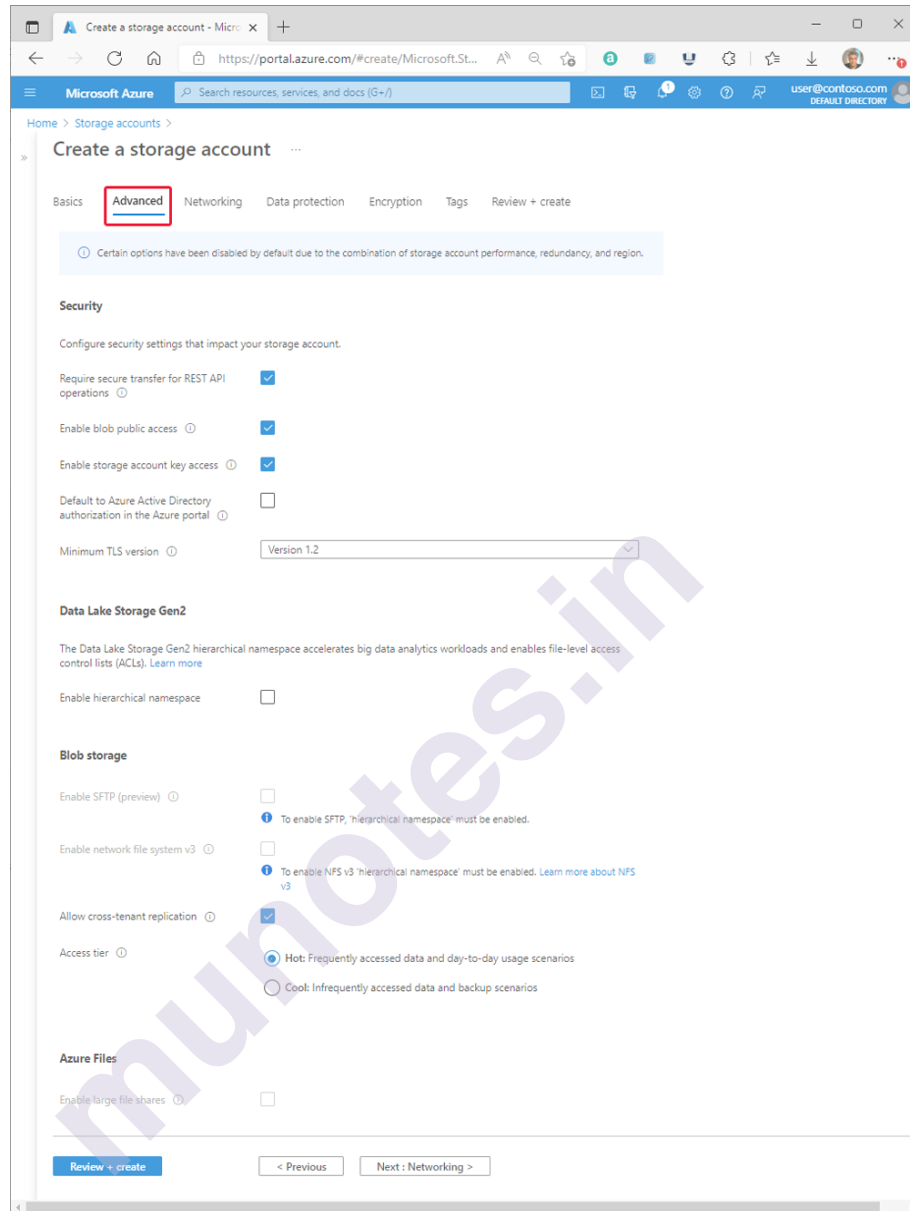 Create a storage account - Micro
https://portal.azure.com/#create/Microsoft.St...
Microsoft Azure
Search resources, services, and docs (G+/)
1
user@contoso.com
DEFAULT DIRECTORY
Home > Storage accounts >
Create a storage account ...
Basics Advanced Networking Data protection Encryption Tags Review + create
Certain options have been disabled by default due to the combination of storage account performance, redundancy, and region.
Security
Configure security settings that impact your storage account.
Require secure transfer for REST API
operations
Enable blob public access
Enable storage account key access
Default to Azure Active Directory
authorization in the Azure portal
Minimum TLS version
Version 1.2
Data Lake Storage Gen2
The Data Lake Storage Gen2 hierarchical namespace accelerates big data analytics workloads and enables file-level access
control lists (ACLs). Learn more
Enable hierarchical namespace
Blob storage
Enable SFTP (preview)
To enable SFTP, 'hierarchical namespace' must be enabled.
Enable network file system v3
To enable NFS v3 'hierarchical namespace' must be enabled. Learn more about NFS
v3
Allow cross-tenant replication
Access tier
Hot: Frequently accessed data and day-to-day usage scenarios
Cool: Infrequently accessed data and backup scenarios
Azure Files
Enable large file shares
Review + create
< Previous
Next : Networking >
munotes.in